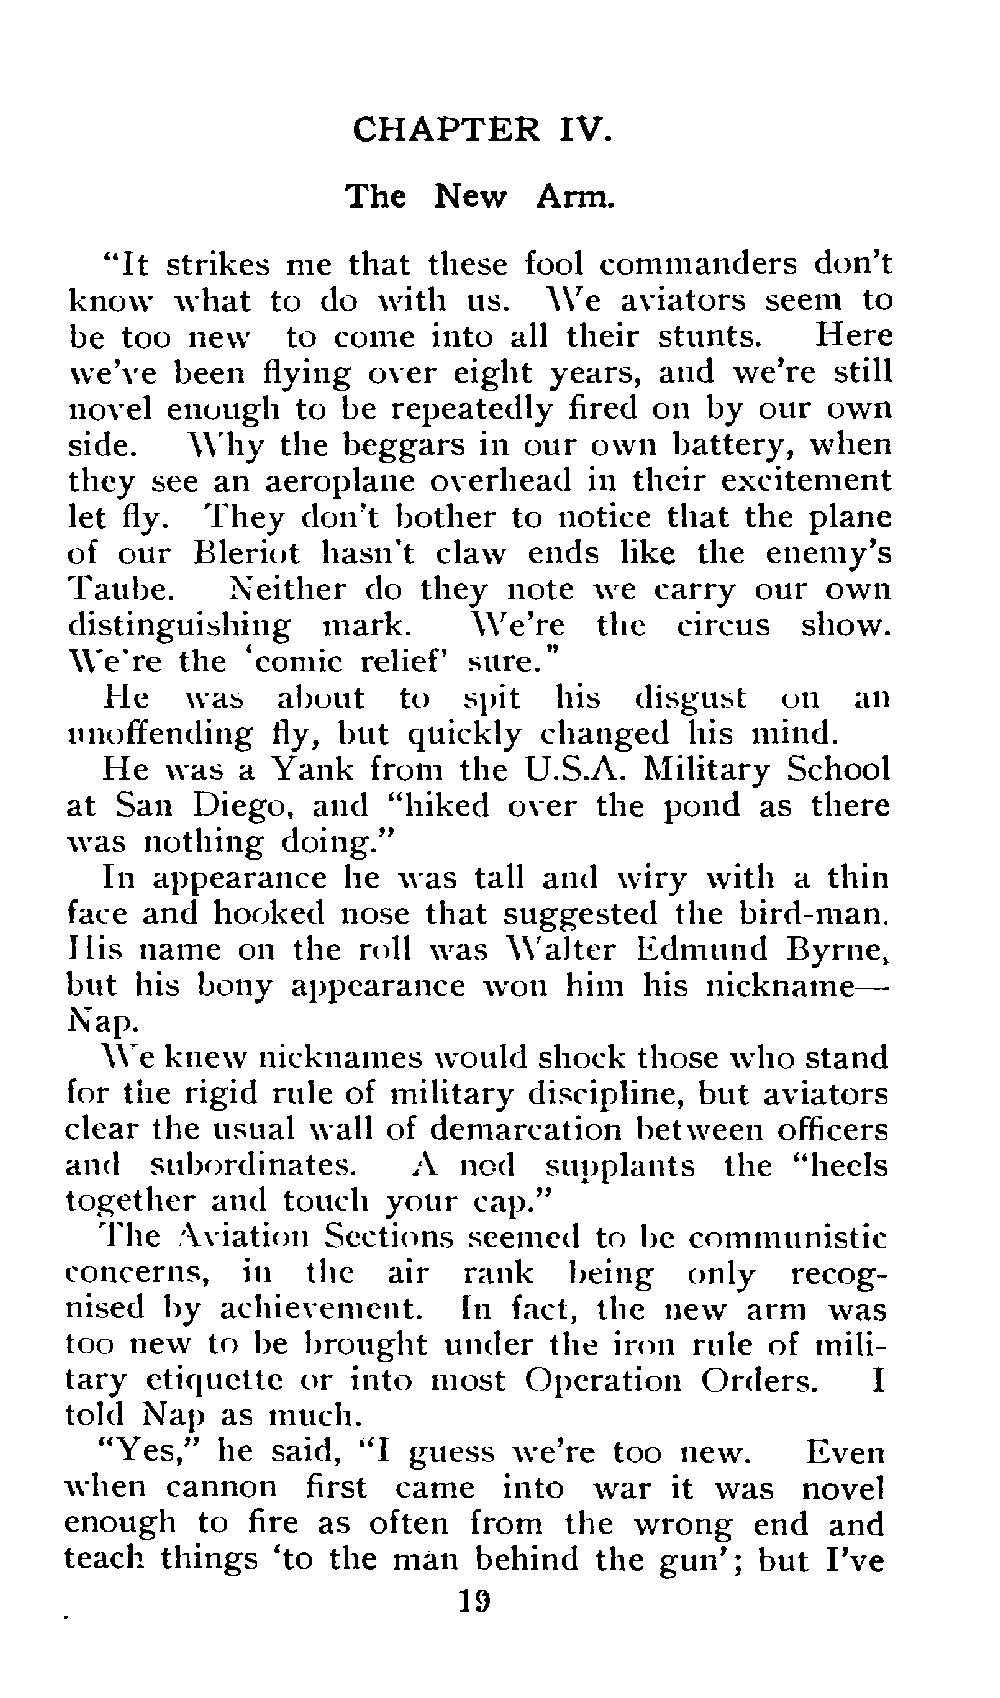 CHAPTER IV.
The New Arm.
"It strikes me that these fool commanders don't
know what to do with us. We aviators seem to
be too new to come into all their stunts. Here
we've been flying over eight years, and we're still
novel enough to be repeatedly fired on by our own
side. Why the beggars in our own battery, when
they see an aeroplane overhead in their excitement
let fly. They don't bother to notice that the plane
of our Bleriot hasn't claw ends like the enemy's
Taube. Neither do they note we carry our own
distinguishing mark. We're the circus show.
We're the 'comic relief' sure."
He was about to spit his disgust on an
unoffending fly, but quickly changed his mind.
He was a Yank from the U.S.A. Military School
at San Diego, and "hiked over the pond as there
was nothing doing."
In appearance he was tall and wiry with a thin
face and hooked nose that suggested the bird-man.
His name on the roll was Walter Edmund Byrne,
but his bony appearance won him his nickname—
Nap.
We knew nicknames would shock those who stand
for the rigid rule of military discipline, but aviators
clear the usual wall of demarcation between officers
and subordinates. A nod supplants the "heels
together and touch your cap."
The Aviation Sections seemed to be communistic
concerns, in the air rank being only recog-
nised by achievement. In fact, the new arm was
too new to be brought under the iron rule of mili-
tary etiquette or into most Operation Orders. I
told Nap as much.
"Yes," he said, "I guess we're too new. Even
when cannon first came into war it was novel
enough to fire as often from the wrong end and
teach things 'to the man behind the gun'; but I've
19